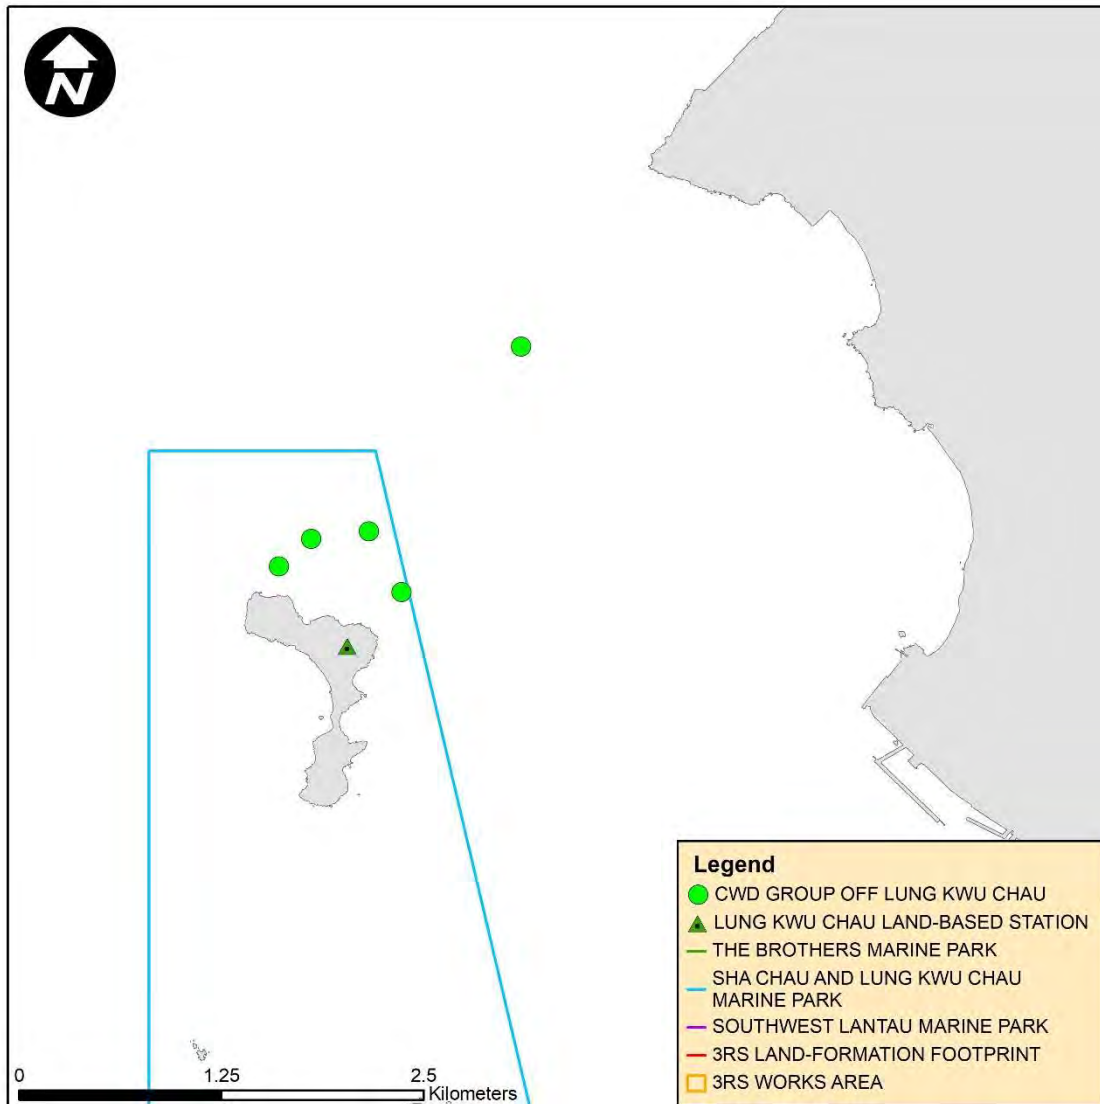 N
Legend
CWD GROUP OFF LUNG KWU CHAU
LUNG KWU CHAU LAND-BASED STATION
THE BROTHERS MARINE PARK
SHA CHAU AND LUNG KWU CHAU
MARINE PARK
SOUTHWEST LANTAU MARINE PARK
3RS LAND-FORMATION FOOTPRINT
3RS WORKS AREA
0 1.25 2.5
Kilometers